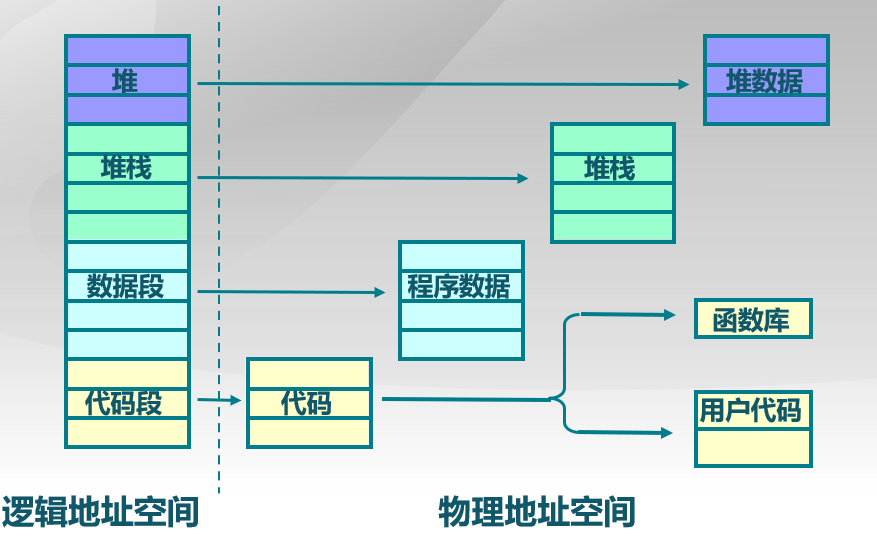 堆
堆数据
堆栈
堆栈
数据段
程序数据
函数库
代码段
代码
用户代码
逻辑地址空间
物理地址空间